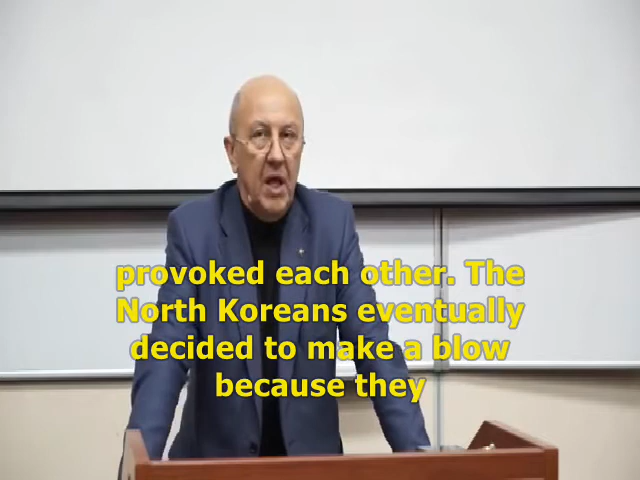 provoked each other. The
North Koreans eventually
decided to make a blow
because they